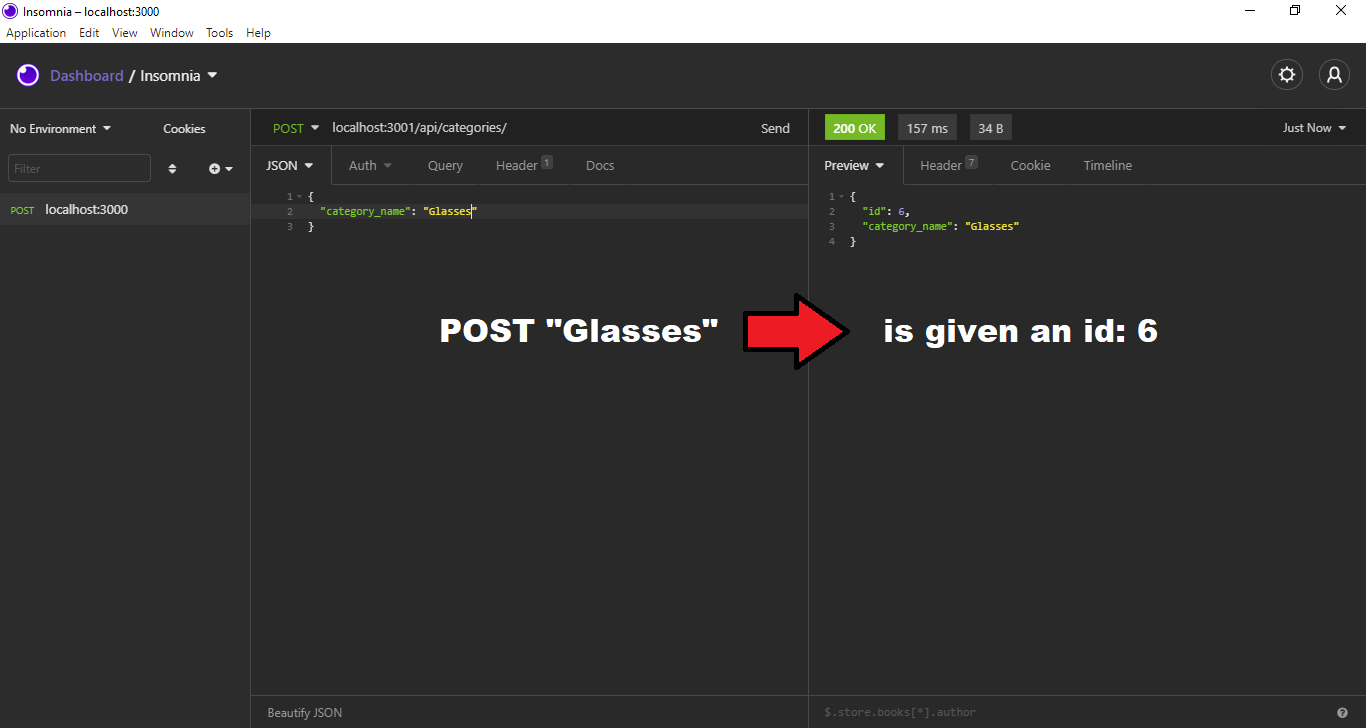 Insomnia – localhost:3000
Application Edit View Window Tools Help
Dashboard / Insomnia
No Environment Cookies
Filter
POST localhost:3000
POST localhost:3001/api/categories/ Send
JSON Auth Query Header 1 Docs
1 {
2 "category_name": "Glasses"
3 }
200 OK 157 ms 34 B Just Now
Preview Header 7 Cookie Timeline
1 {
2 "id": 6,
3 "category_name": "Glasses"
4 }
POST "Glasses" is given an id: 6
Beautify JSON
$.store.books[*].author
?